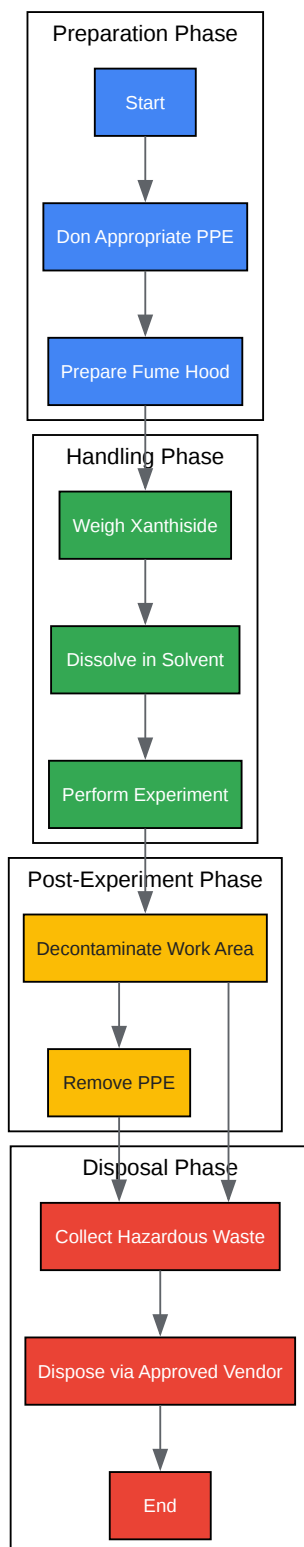 Preparation Phase
Start
Don Appropriate PPE
Prepare Fume Hood
Handling Phase
Weigh Xanthiside
Dissolve in Solvent
Perform Experiment
Post-Experiment Phase
Decontaminate Work Area
Remove PPE
Disposal Phase
Collect Hazardous Waste
Dispose via Approved Vendor
End